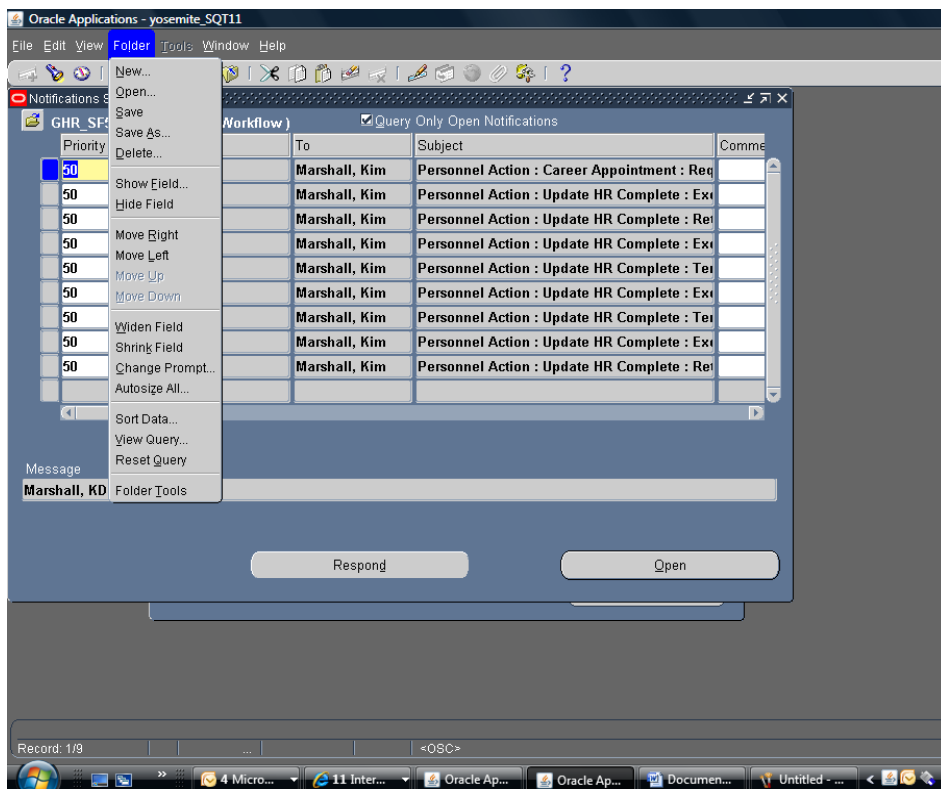 Oracle Applications - yosemite_SQT11
File Edit View Folder Tools Window Help
New...
Open...
Save
Save As...
Delete...
Show Field...
Hide Field
Move Right
Move Left
Move Up
Move Down
Widen Field
Shrink Field
Change Prompt...
Autosize All...
Sort Data...
View Query...
Reset Query
Folder Tools
Notifications S
GHR_SF5 Workflow ) Query Only Open Notifications
Priority To Subject Comme
50 Marshall, Kim Personnel Action : Career Appointment : Req
50 Marshall, Kim Personnel Action : Update HR Complete : Exe
50 Marshall, Kim Personnel Action : Update HR Complete : Ret
50 Marshall, Kim Personnel Action : Update HR Complete : Exe
50 Marshall, Kim Personnel Action : Update HR Complete : Ter
50 Marshall, Kim Personnel Action : Update HR Complete : Exe
50 Marshall, Kim Personnel Action : Update HR Complete : Ter
50 Marshall, Kim Personnel Action : Update HR Complete : Exe
50 Marshall, Kim Personnel Action : Update HR Complete : Ret
Message
Marshall, KD
Respond Open
Record: 1/9 ... <OSC>
» 4 Micro... 11 Inter... Oracle Ap... Oracle Ap... Documen... Untitled - ... <